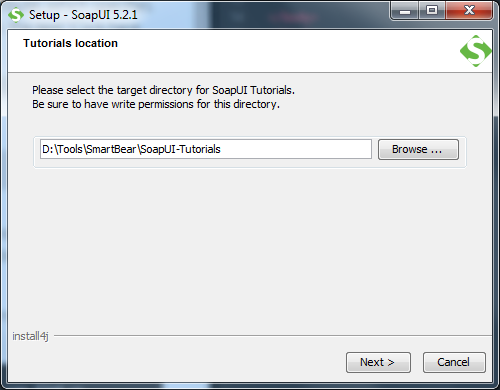 Setup - SoapUI 5.2.1
Tutorials location
Please select the target directory for SoapUI Tutorials.
Be sure to have write permissions for this directory.
D:\Tools\SmartBear\SoapUI-Tutorials
Browse ...
install4j
Next >
Cancel